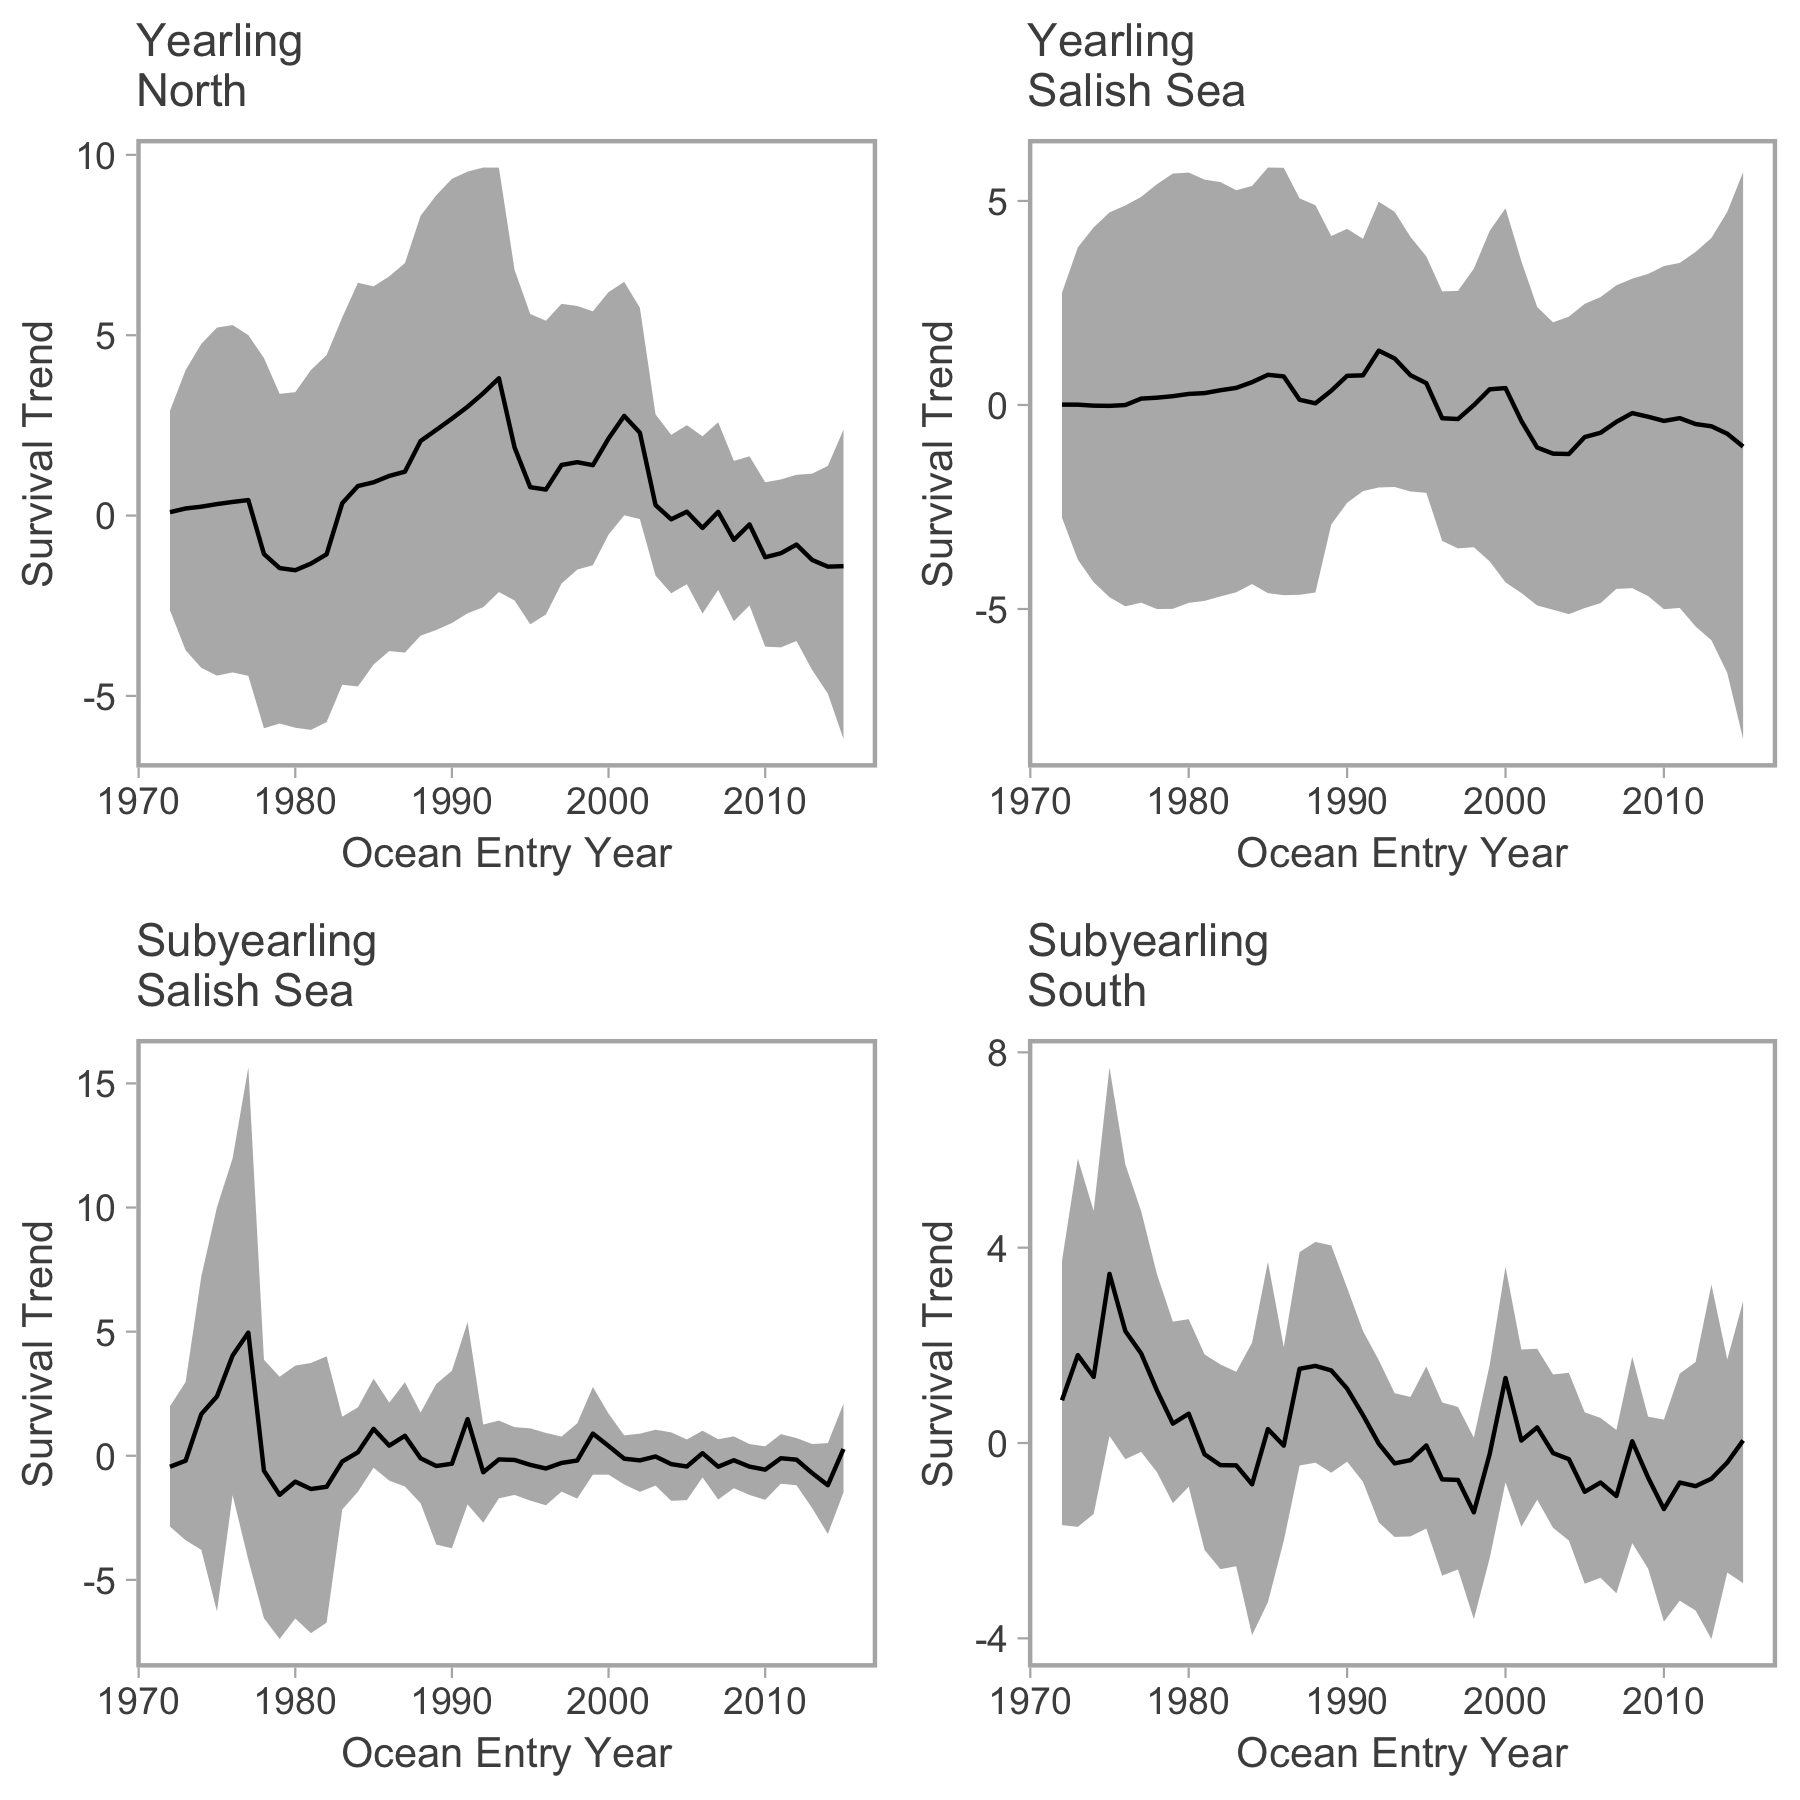 Yearling
North
10
5
0
-5
Survival Trend
1970 1980 1990 2000 2010
Ocean Entry Year
Yearling
Salish Sea
5
0
-5
Survival Trend
1970 1980 1990 2000 2010
Ocean Entry Year
Subyearling
Salish Sea
15
10
5
0
-5
Survival Trend
1970 1980 1990 2000 2010
Ocean Entry Year
Subyearling
South
8
4
0
-4
Survival Trend
1970 1980 1990 2000 2010
Ocean Entry Year